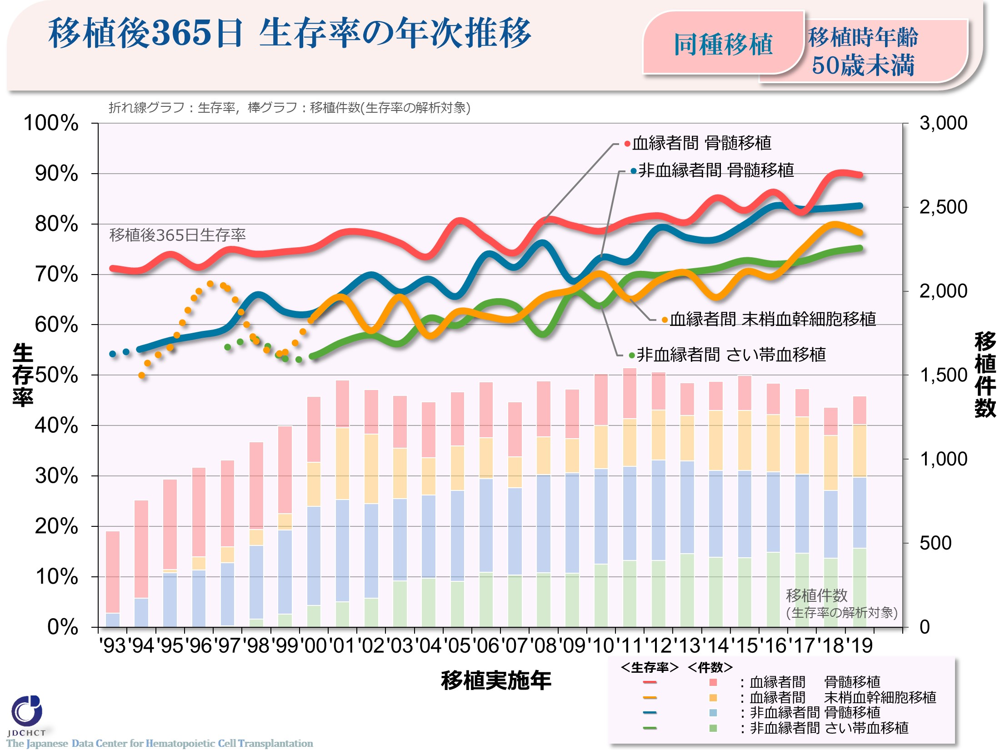 移植後365日 生存率の年次推移
同種移植
移植時年齢
50歳未満
折れ線グラフ：生存率，棒グラフ：移植件数(生存率の解析対象)
100%
90%
80%
70%
60%
50%
40%
30%
20%
10%
0%
3,000
2,500
2,000
1,500
1,000
500
0
生存率
移植件数
移植後365日生存率
血縁者間 骨髄移植
非血縁者間 骨髄移植
血縁者間 末梢血幹細胞移植
非血縁者間 さい帯血移植
移植件数
(生存率の解析対象)
'93 '94 '95 '96 '97 '98 '99 '00 '01 '02 '03 '04 '05 '06 '07 '08 '09 '10 '11 '12 '13 '14 '15 '16 '17 '18 '19
移植実施年
＜生存率＞ ＜件数＞
：血縁者間 骨髄移植
：血縁者間 末梢血幹細胞移植
：非血縁者間 骨髄移植
：非血縁者間 さい帯血移植
JDCHCT
The Japanese Data Center for Hematopoietic Cell Transplantation